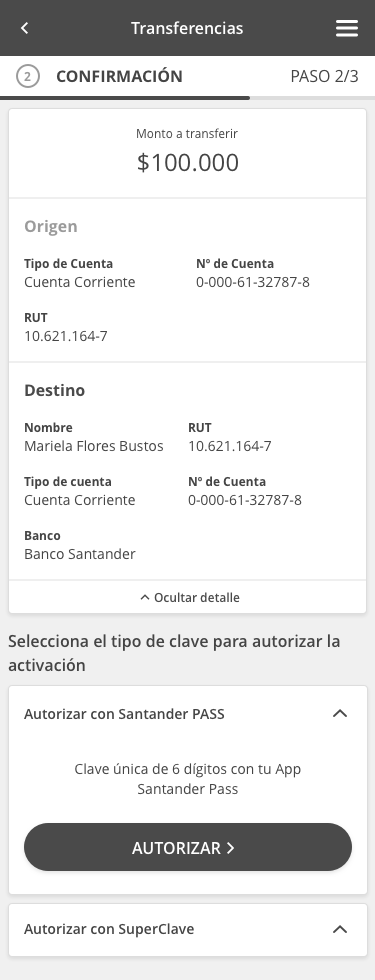 Transferencias
2 CONFIRMACIÓN PASO 2/3
Monto a transferir
$100.000
Origen
Tipo de Cuenta Nº de Cuenta
Cuenta Corriente 0-000-61-32787-8
RUT
10.621.164-7
Destino
Nombre RUT
Mariela Flores Bustos 10.621.164-7
Tipo de cuenta Nº de Cuenta
Cuenta Corriente 0-000-61-32787-8
Banco
Banco Santander
Ocultar detalle
Selecciona el tipo de clave para autorizar la
activación
Autorizar con Santander PASS
Clave única de 6 dígitos con tu App
Santander Pass
AUTORIZAR
Autorizar con SuperClave